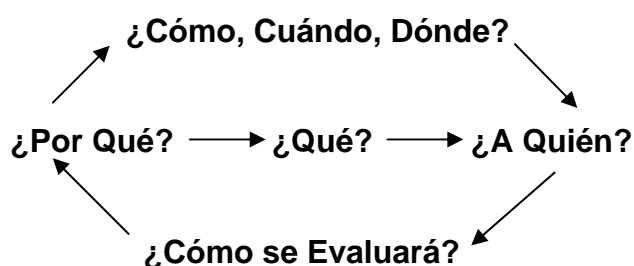 ¿Cómo, Cuándo, Dónde?
¿Por Qué? ¿Qué? ¿A Quién?
¿Cómo se Evaluará?